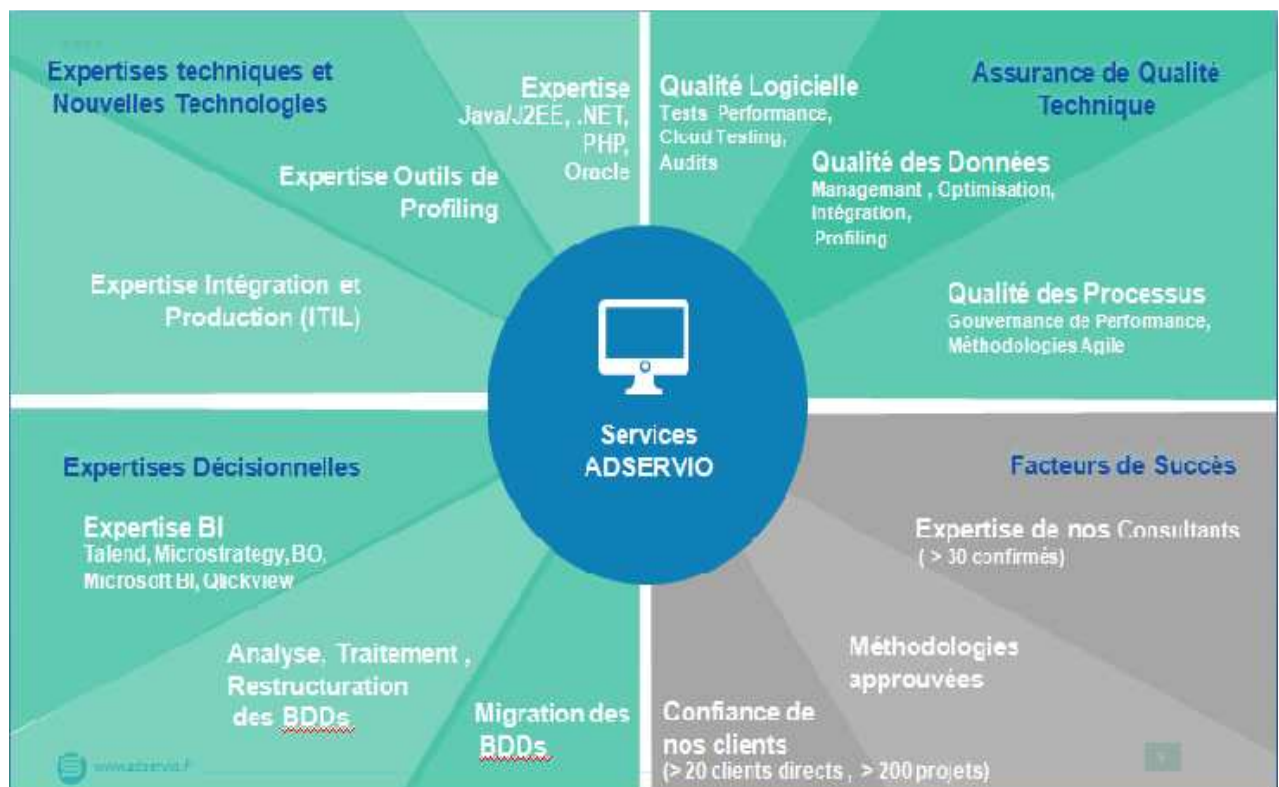 Expertises techniques et
Nouvelles Technologies
Expertise
Java/J2EE, .NET,
PHP,
Oracle
Expertise Outils de
Profiling
Expertise Intégration et
Production (ITIL)
Qualité Logicielle
Tests Performance,
Cloud Testing,
Audits
Assurance de Qualité
Technique
Qualité des Données
Managemant , Optimisation,
Intégration,
Profiling
Qualité des Processus
Gouvernance de Performance,
Méthodologies Agile
Services
ADSERVIO
Expertises Décisionnelles
Expertise BI
Talend, Microstrategy, BO,
Microsoft BI, Qlickview
Analyse, Traitement ,
Restructuration
des BDDs
Migration des
BDDs
Facteurs de Succès
Expertise de nos Consultants
( > 30 confirmés)
Méthodologies
approuvées
Confiance de
nos clients
(> 20 clients directs , > 200 projets)
www.adservio.fr